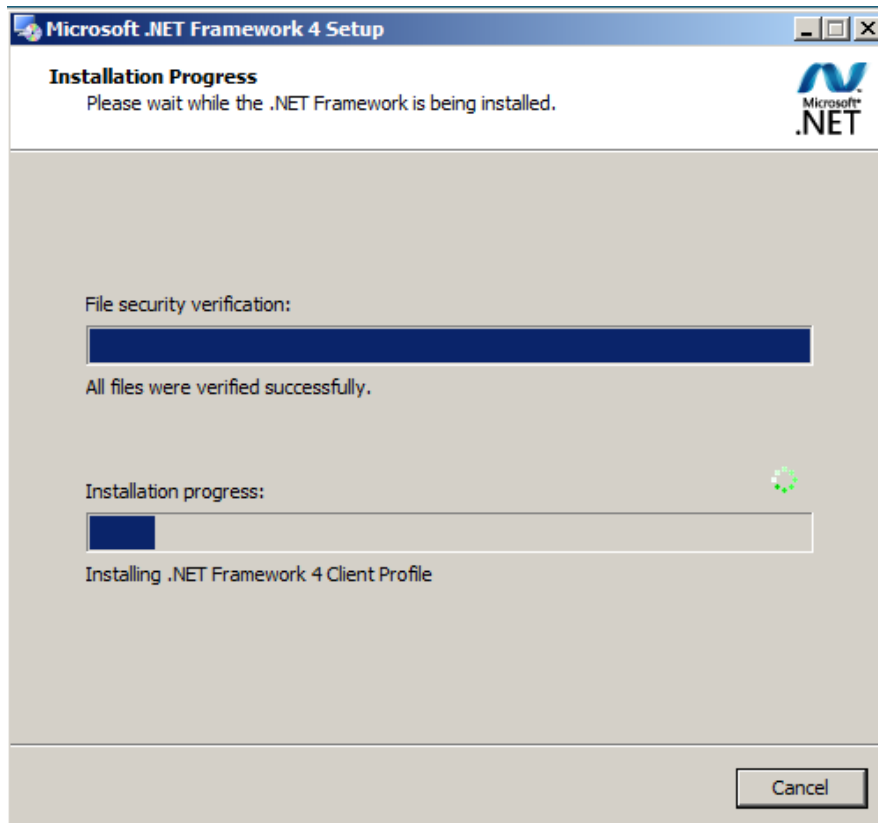 Microsoft .NET Framework 4 Setup
Installation Progress
Please wait while the .NET Framework is being installed.
Microsoft®
.NET
File security verification:
All files were verified successfully.
Installation progress:
Installing .NET Framework 4 Client Profile
Cancel